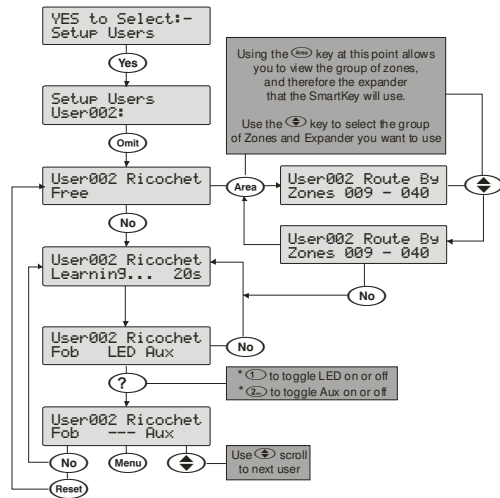 YES to Select:-
Setup Users
Yes
Setup Users
User002:
Omit
User002 Ricochet
Free
No
User002 Ricochet
Learning... 20s
User002 Ricochet
Fob LED Aux
No
?
* 1 to toggle LED on or off
* 2 to toggle Aux on or off
User002 Ricochet
Fob --- Aux
No
Menu
Reset
Use scroll
to next user
Using the Area key at this point allows
you to view the group of zones,
and therefore the expander
that the SmartKey will use.
Use the key to select the group
of Zones and Expander you want to use
Area
User002 Route By
Zones 009 - 040
User002 Route By
Zones 009 - 040
No